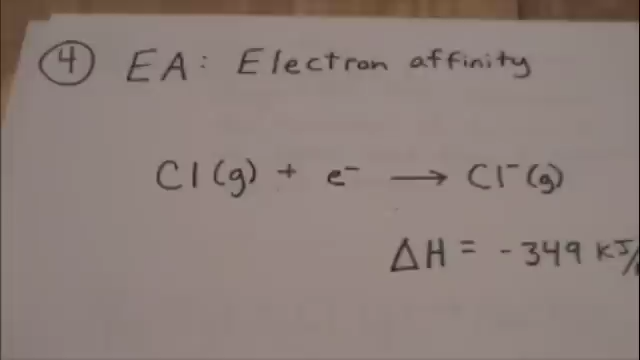 ④ EA: Electron affinity
Cl(g) + e⁻ → Cl⁻(g)
ΔH = -349 kJ/